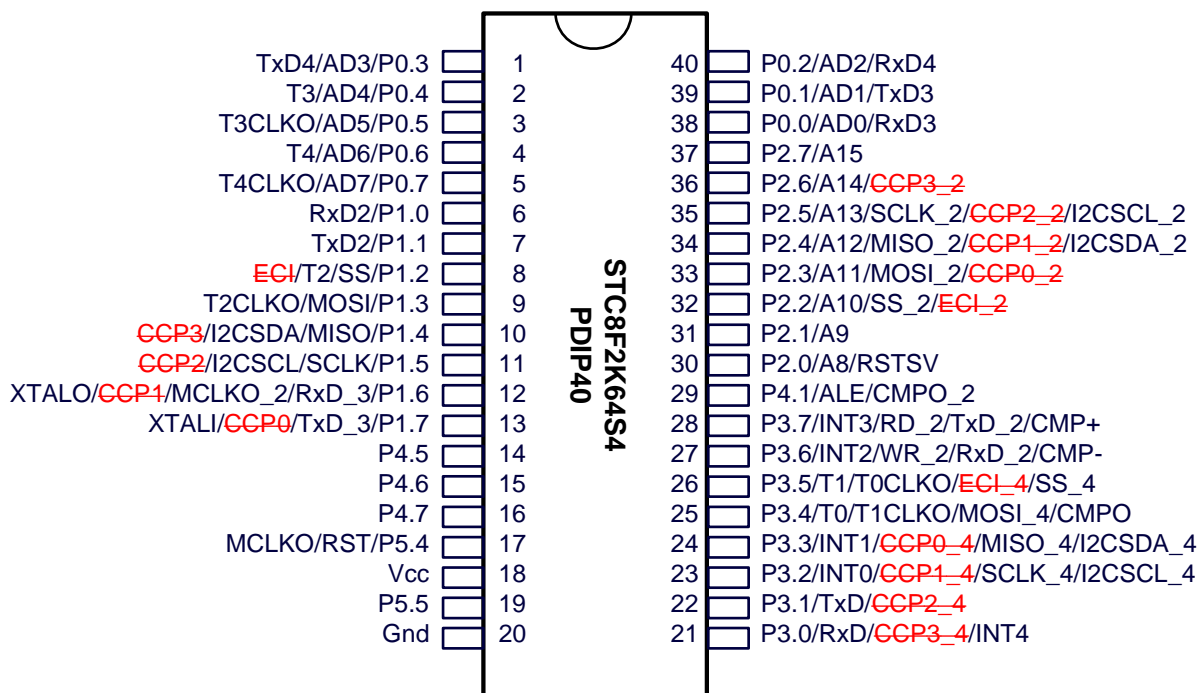 TxD4/AD3/P0.3 1 40 P0.2/AD2/RxD4
T3/AD4/P0.4 2 39 P0.1/AD1/TxD3
T3CLKO/AD5/P0.5 3 38 P0.0/AD0/RxD3
T4/AD6/P0.6 4 37 P2.7/A15
T4CLKO/AD7/P0.7 5 36 P2.6/A14/CCP3_2
RxD2/P1.0 6 35 P2.5/A13/SCLK_2/CCP2_2/I2CSCL_2
TxD2/P1.1 7 34 P2.4/A12/MISO_2/CCP1_2/I2CSDA_2
ECI/T2/SS/P1.2 8 33 P2.3/A11/MOSI_2/CCP0_2
T2CLKO/MOSI/P1.3 9 32 P2.2/A10/SS_2/ECI_2
CCP3/I2CSDA/MISO/P1.4 10 31 P2.1/A9
CCP2/I2CSCL/SCLK/P1.5 11 30 P2.0/A8/RSTSV
XTALO/CCP1/MCLKO_2/RxD_3/P1.6 12 29 P4.1/ALE/CMPO_2
XTALI/CCP0/TxD_3/P1.7 13 28 P3.7/INT3/RD_2/TxD_2/CMP+
P4.5 14 27 P3.6/INT2/WR_2/RxD_2/CMP-
P4.6 15 26 P3.5/T1/T0CLKO/ECI_4/SS_4
P4.7 16 25 P3.4/T0/T1CLKO/MOSI_4/CMPO
MCLKO/RST/P5.4 17 24 P3.3/INT1/CCP0_4/MISO_4/I2CSDA_4
Vcc 18 23 P3.2/INT0/CCP1_4/SCLK_4/I2CSCL_4
P5.5 19 22 P3.1/TxD/CCP2_4
Gnd 20 21 P3.0/RxD/CCP3_4/INT4
STC8F2K64S4
PDIP40